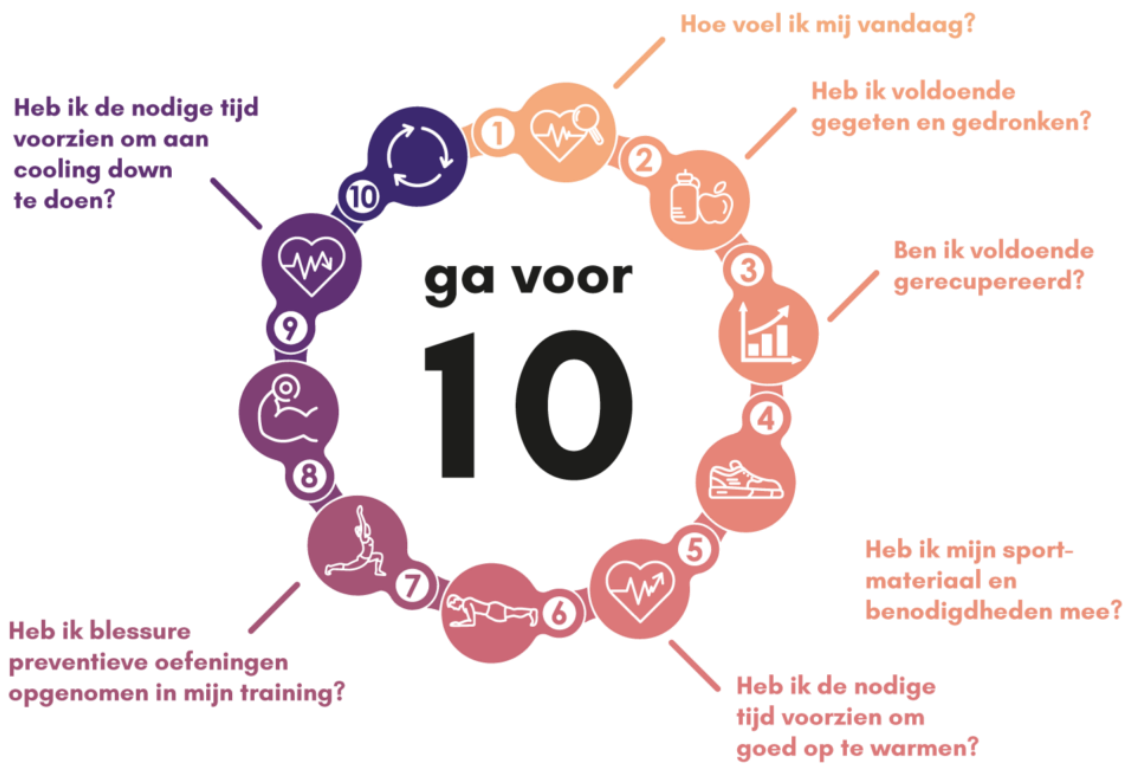 Hoe voel ik mij vandaag?
Heb ik voldoende
gegeten en gedronken?
Ben ik voldoende
gerecupereerd?
Heb ik mijn sport-
materiaal en
benodigdheden mee?
Heb ik de nodige
tijd voorzien om
goed op te warmen?
Heb ik blessure
preventieve oefeningen
opgenomen in mijn training?
Heb ik de nodige tijd
voorzien om aan
cooling down
te doen?
1
2
3
4
5
6
7
8
9
10
ga voor
10